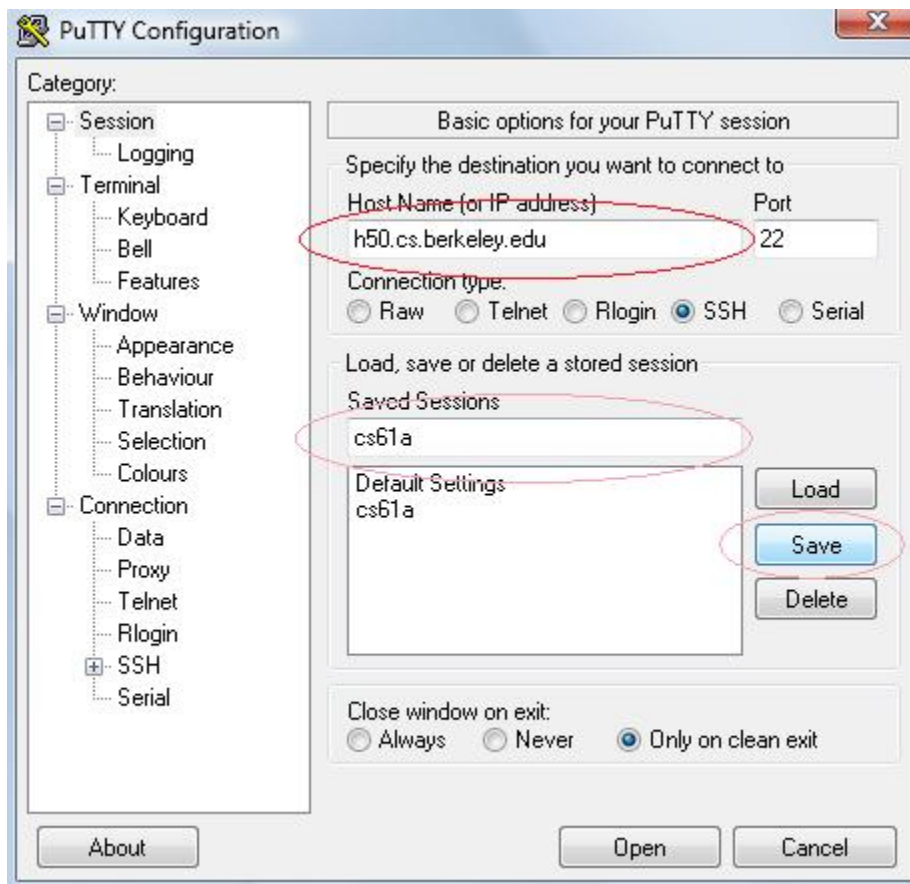 PuTTY Configuration
Category:
Session
Logging
Terminal
Keyboard
Bell
Features
Window
Appearance
Behaviour
Translation
Selection
Colours
Connection
Data
Proxy
Telnet
Rlogin
SSH
Serial
Basic options for your PuTTY session
Specify the destination you want to connect to
Host Name (or IP address) Port
h50.cs.berkeley.edu 22
Connection type:
Raw Telnet Rlogin SSH Serial
Load, save or delete a stored session
Saved Sessions
cs61a
Default Settings
cs61a
Load
Save
Delete
Close window on exit:
Always Never Only on clean exit
About Open Cancel